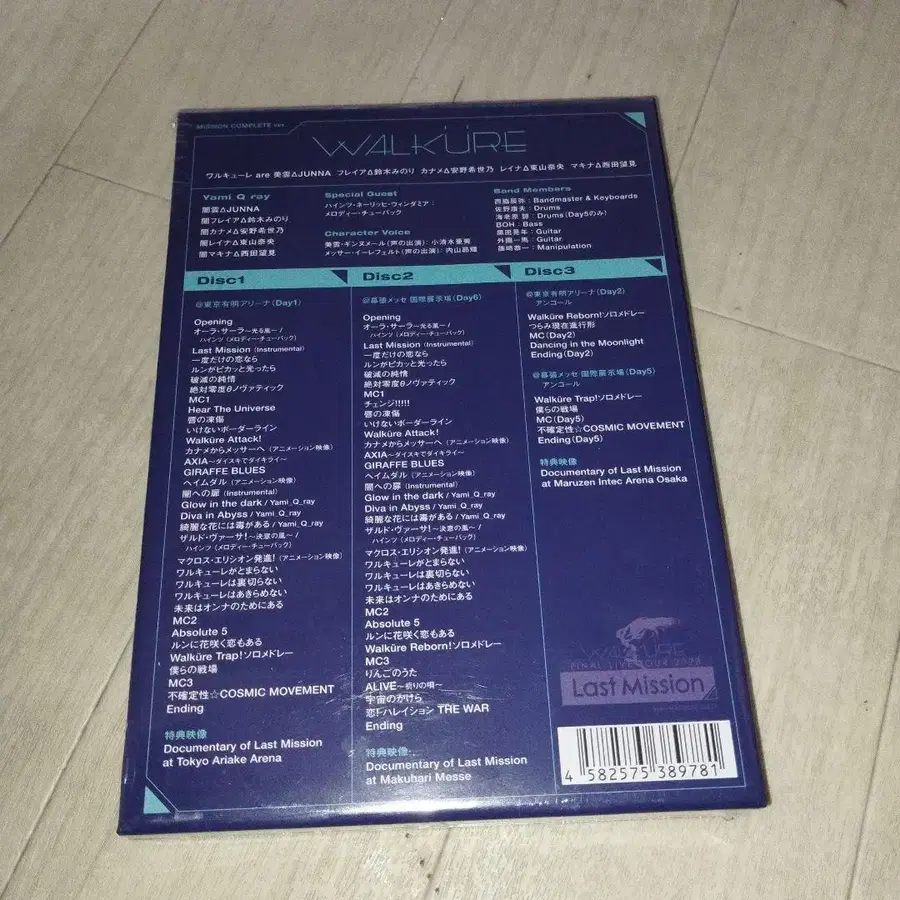 MISSION COMPLETE ver.
WALKÜRE
ワルキューレ are 美雲Δ JUNNA フレイアΔ鈴木みのり カナメΔ安野希世乃 レイナΔ東山奈央 マキナΔ西田望見
Yami_Q_ray
闇雲Δ JUNNA
闇フレイアΔ鈴木みのり
闇カナメΔ安野希世乃
闇レイナΔ東山奈央
闇マキナΔ西田望見
Special Guest
ハインツ・ネーリッヒ・ウィンダミア：
メロディー・チューバック
Character Voice
美雲・ギンヌメール（声の出演）：小清水亜美
メッサー・イーレフェルト（声の出演）：内山昂輝
Band Members
西脇辰弥：Bandmaster & Keyboards
佐野康夫：Drums
海老原 諒：Drums（Day5のみ）
BOH：Bass
外園一馬：Guitar
篠崎恭一：Manipulation
Disc1
@東京有明アリーナ（Day1）
Opening
オーラ・サーラ～光る風～ /
ハインツ（メロディー・チューバック）
Last Mission (Instrumental)
一度だけの恋なら
ルンがピカッと光ったら
破滅の純情
絶対零度θノヴァティック
MC1
Hear The Universe
唇の凍傷
いけないボーダーライン
Walküre Attack!
カナメからメッサーへ（アニメーション映像）
AXIA～ダイスキでダイキライ～
GIRAFFE BLUES
ヘイムダル（アニメーション映像）
闇への扉 (Instrumental)
Glow in the dark / Yami_Q_ray
Diva in Abyss / Yami_Q_ray
綺麗な花には毒がある / Yami_Q_ray
ザルド・ヴァーサ！～決意の風～ /
ハインツ（メロディー・チューバック）
マクロス・エリシオン発進！（アニメーション映像）
ワルキューレがとまらない
ワルキューレは裏切らない
ワルキューレはあきらめない
未来はオンナのためにある
MC2
Absolute 5
ルンに花咲く恋もある
Walküre Trap!ソロメドレー
僕らの戦場
MC3
不確定性☆COSMIC MOVEMENT
Ending
特典映像
Documentary of Last Mission
at Tokyo Ariake Arena
Disc2
@幕張メッセ 国際展示場（Day6）
Opening
オーラ・サーラ～光る風～ /
ハインツ（メロディー・チューバック）
Last Mission (Instrumental)
一度だけの恋なら
ルンがピカッと光ったら
破滅の純情
絶対零度θノヴァティック
MC1
チェンジ!!!!!
唇の凍傷
いけないボーダーライン
Walküre Attack!
カナメからメッサーへ（アニメーション映像）
AXIA～ダイスキでダイキライ～
GIRAFFE BLUES
ヘイムダル（アニメーション映像）
闇への扉 (Instrumental)
Glow in the dark / Yami_Q_ray
Diva in Abyss / Yami_Q_ray
綺麗な花には毒がある / Yami_Q_ray
ザルド・ヴァーサ！～決意の風～ /
ハインツ（メロディー・チューバック）
マクロス・エリシオン発進！（アニメーション映像）
ワルキューレがとまらない
ワルキューレは裏切らない
ワルキューレはあきらめない
未来はオンナのためにある
MC2
Absolute 5
ルンに花咲く恋もある
Walküre Reborn!ソロメドレー
MC3
りんごのうた
ALIVE～祈りの唄～
宇宙のかけら
恋！ハレイション THE WAR
Ending
特典映像
Documentary of Last Mission
at Makuhari Messe
Disc3
@東京有明アリーナ（Day2）
アンコール
Walküre Reborn!ソロメドレー
つらみ現在進行形
MC（Day2）
Dancing in the Moonlight
Ending（Day2）
@幕張メッセ 国際展示場（Day5）
アンコール
Walküre Trap!ソロメドレー
僕らの戦場
MC（Day5）
不確定性☆COSMIC MOVEMENT
Ending（Day5）
特典映像
Documentary of Last Mission
at Maruzen Intec Arena Osaka
WALKÜRE
FINAL LIVE TOUR 2023
Last Mission
4 582575 389781